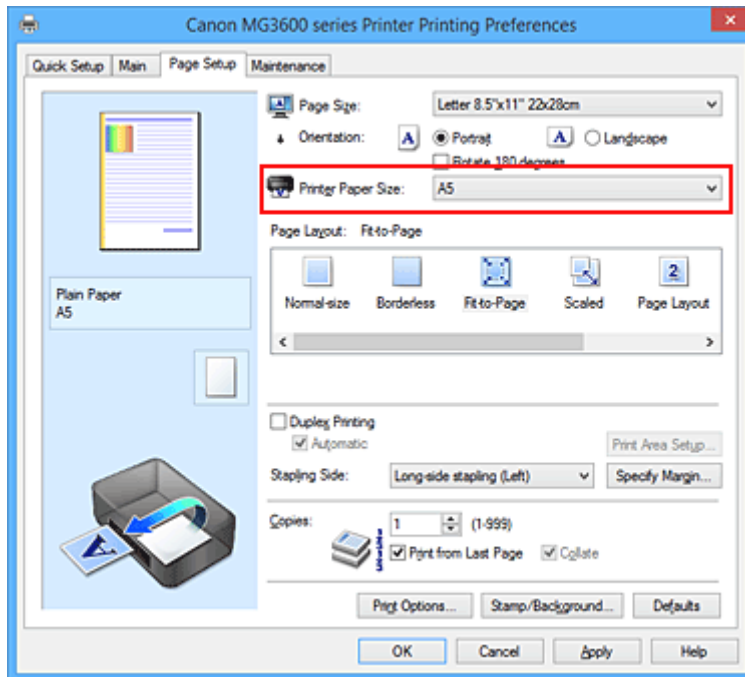 Canon MG3600 series Printer Printing Preferences
Quick Setup Main Page Setup Maintenance
Page Size: Letter 8.5"x11" 22x28cm
Orientation: A Portrait A Landscape
Rotate 180 degrees
Printer Paper Size: A5
Page Layout: Fit-to-Page
Normal-size Borderless Fit-to-Page Scaled Page Layout
Plain Paper
A5
Duplex Printing
Automatic
Print Area Setup...
Stapling Side: Long-side stapling (Left) Specify Margin...
Copies: 1 (1-999)
Print from Last Page Collate
Print Options... Stamp/Background... Defaults
OK Cancel Apply Help